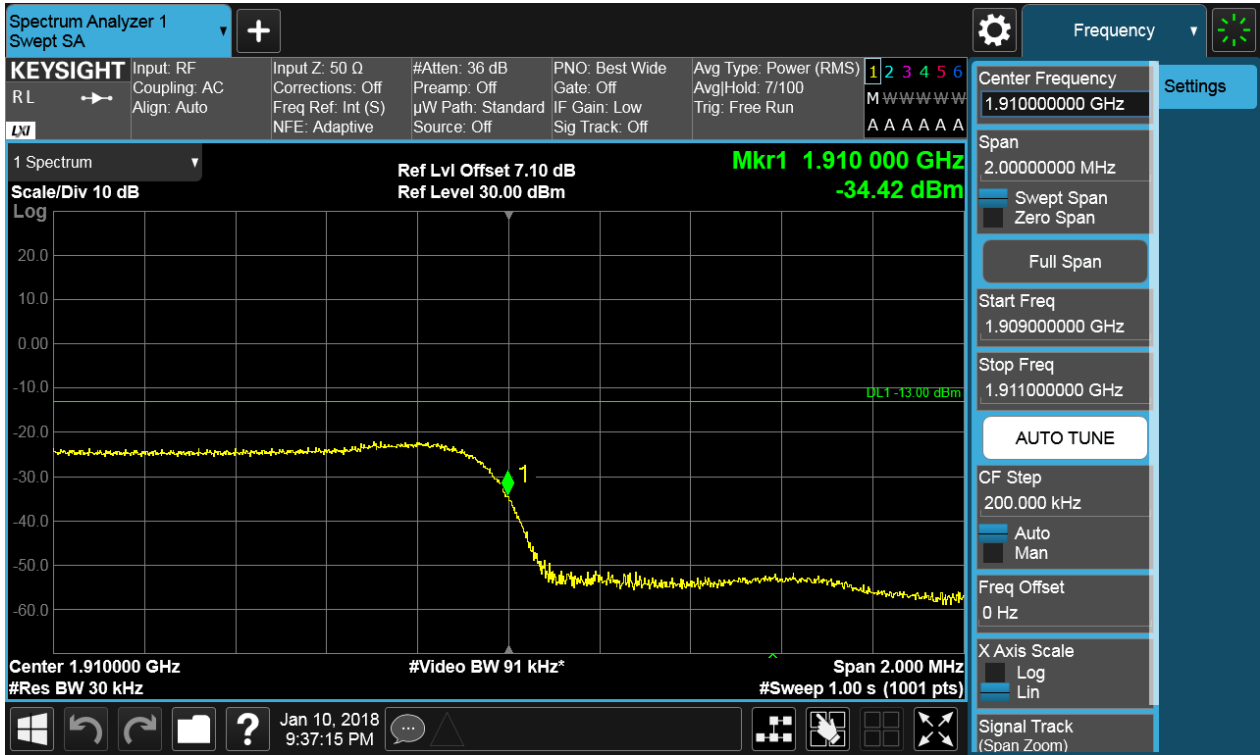 Spectrum Analyzer 1
Swept SA
+
Frequency
KEYSIGHT
RL
LXI
Input: RF
Coupling: AC
Align: Auto
Input Z: 50 Ω
Corrections: Off
Freq Ref: Int (S)
NFE: Adaptive
#Atten: 36 dB
Preamp: Off
µW Path: Standard
Source: Off
PNO: Best Wide
Gate: Off
IF Gain: Low
Sig Track: Off
Avg Type: Power (RMS)
Avg|Hold: 7/100
Trig: Free Run
1 2 3 4 5 6
M W W W W W
A A A A A A
1 Spectrum
Scale/Div 10 dB
Log
Ref Lvl Offset 7.10 dB
Ref Level 30.00 dBm
Mkr1 1.910 000 GHz
-34.42 dBm
20.0
10.0
0.00
-10.0
DL1 -13.00 dBm
-20.0
-30.0
1
-40.0
-50.0
-60.0
Center 1.910000 GHz
#Video BW 91 kHz*
Span 2.000 MHz
#Res BW 30 kHz
#Sweep 1.00 s (1001 pts)
Center Frequency
1.910000000 GHz
Span
2.00000000 MHz
Swept Span
Zero Span
Full Span
Start Freq
1.909000000 GHz
Stop Freq
1.911000000 GHz
AUTO TUNE
CF Step
200.000 kHz
Auto
Man
Freq Offset
0 Hz
X Axis Scale
Log
Lin
Signal Track
(Span Zoom)
Settings
?
Jan 10, 2018
9:37:15 PM